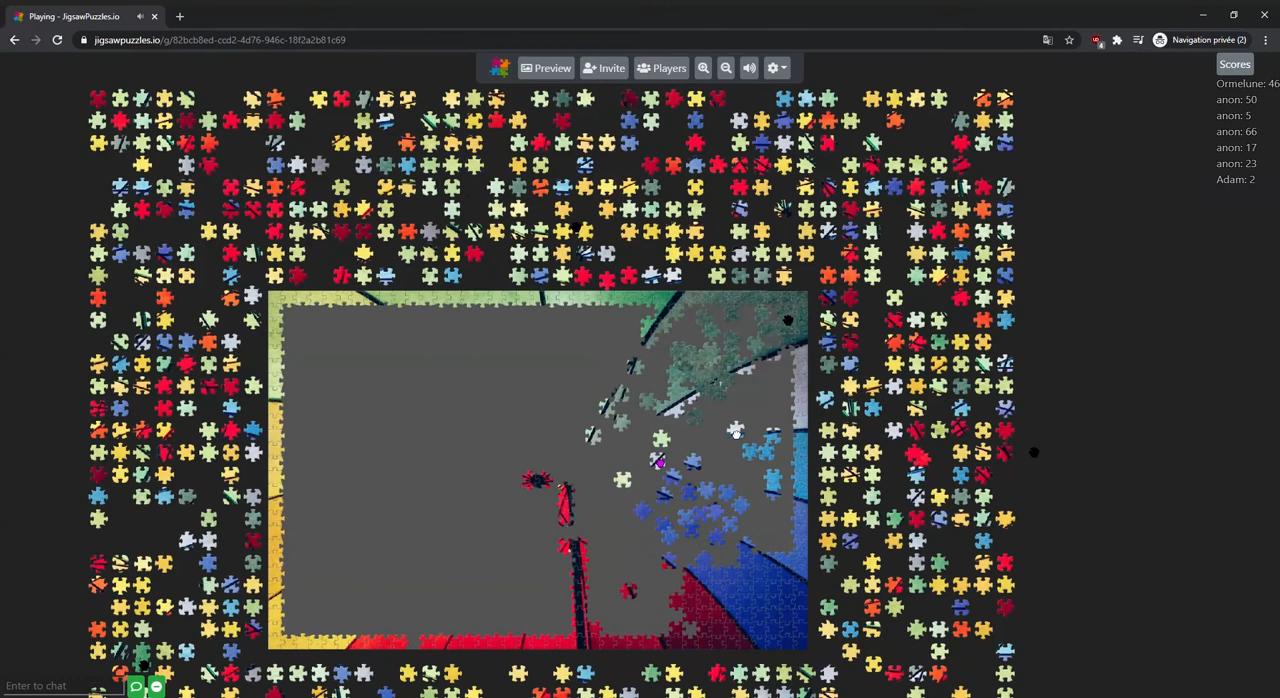 Playing - JigsawPuzzles.io
jigsawpuzzles.io/g/82bcb8ed-ccd2-4d76-946c-18f2a2b81c69
4
Navigation privée (2)
Preview
Invite
Players
Scores
Ormelune: 46
anon: 50
anon: 5
anon: 66
anon: 17
anon: 23
Adam: 2
Enter to chat